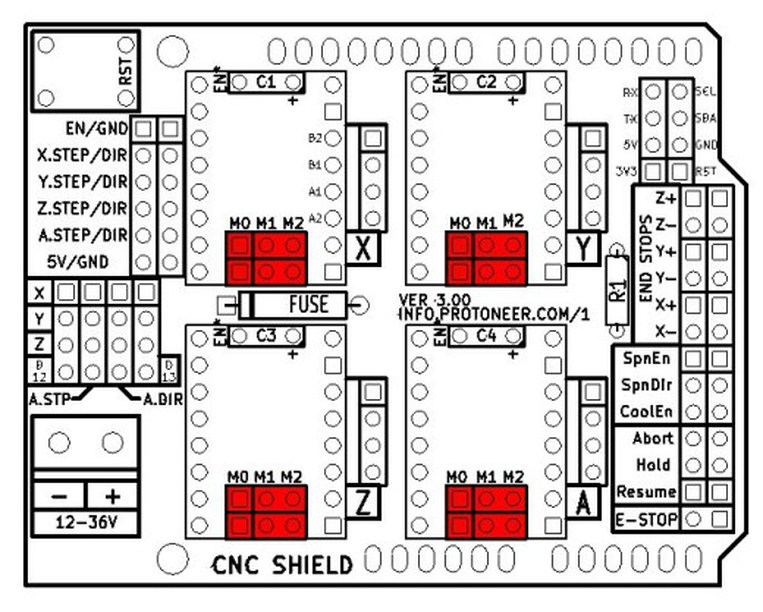 RST
EN/GND
X.STEP/DIR
Y.STEP/DIR
Z.STEP/DIR
A.STEP/DIR
5V/GND
X
Y
Z
D 12
D 13
A.STP
A.DIR
- +
12-36V
EN*
C1
+
B2
B1
A1
A2
M0 M1 M2
X
EN*
C2
+
M0 M1 M2
Y
FUSE
VER 3.00
INFO.PROTONEER.COM/1
EN*
C3
+
M0 M1 M2
Z
EN*
C4
+
M0 M1 M2
A
CNC SHIELD
RX SCL
TX SDA
5V GND
3V3 RST
R1
END STOPS
Z+
Z-
Y+
Y-
X+
X-
SpnEn
SpnDir
CoolEn
Abort
Hold
Resume
E-STOP